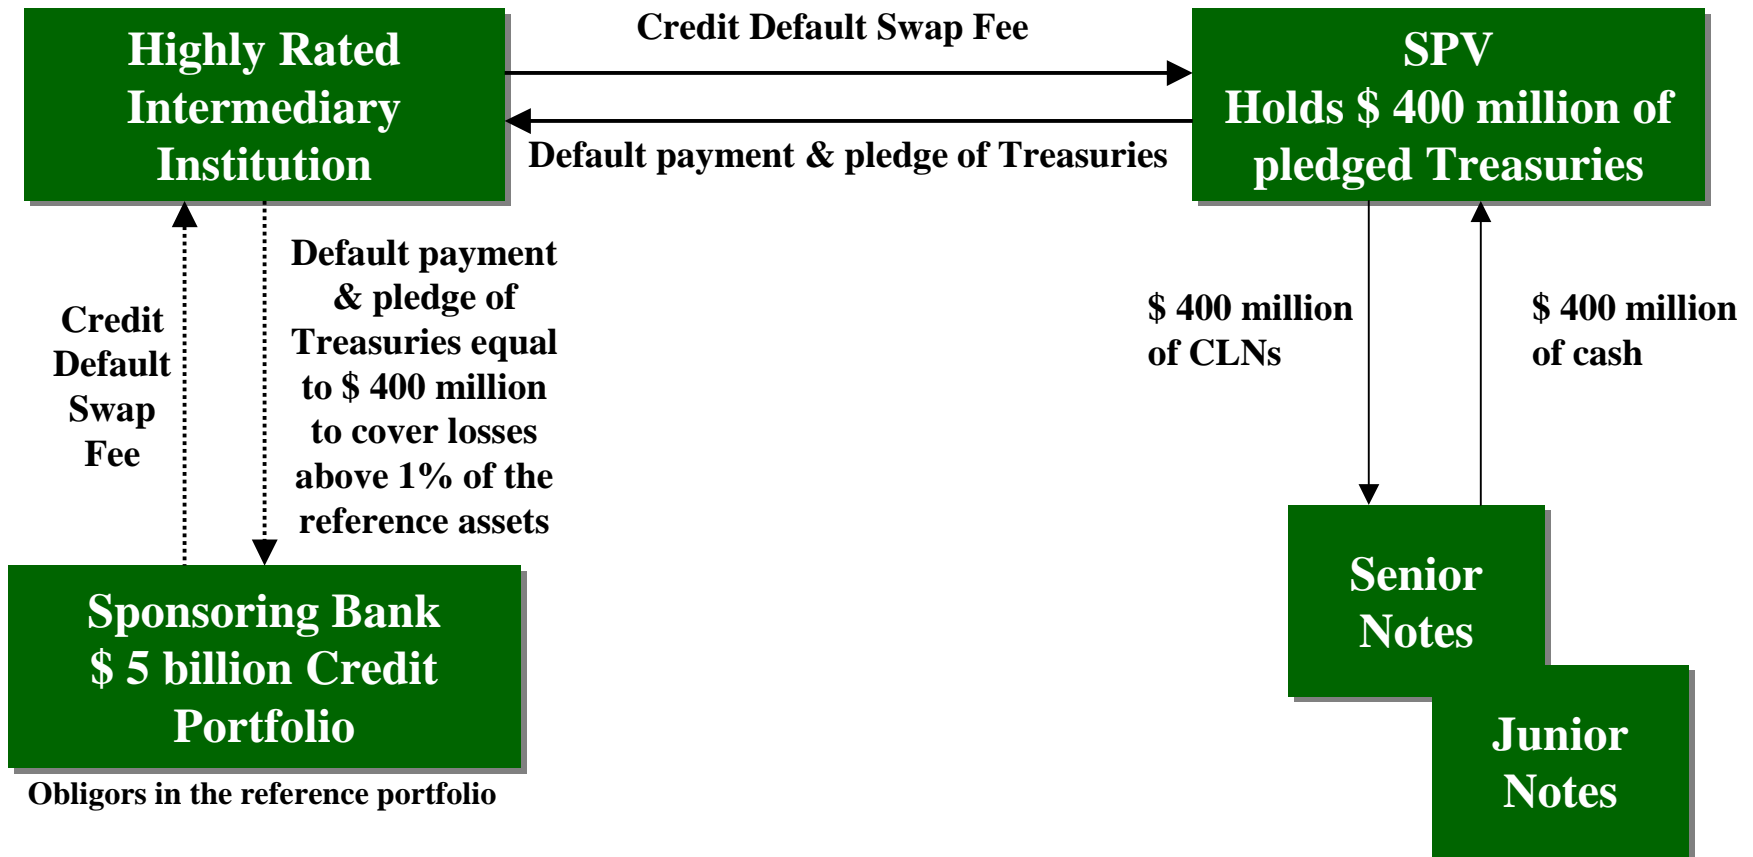 Highly Rated
Intermediary
Institution
Credit Default Swap Fee
Default payment & pledge of Treasuries
SPV
Holds $ 400 million of
pledged Treasuries
Credit
Default
Swap
Fee
Default payment
& pledge of
Treasuries equal
to $ 400 million
to cover losses
above 1% of the
reference assets
$ 400 million
of CLNs
$ 400 million
of cash
Sponsoring Bank
$ 5 billion Credit
Portfolio
Obligors in the reference portfolio
Senior
Notes
Junior
Notes